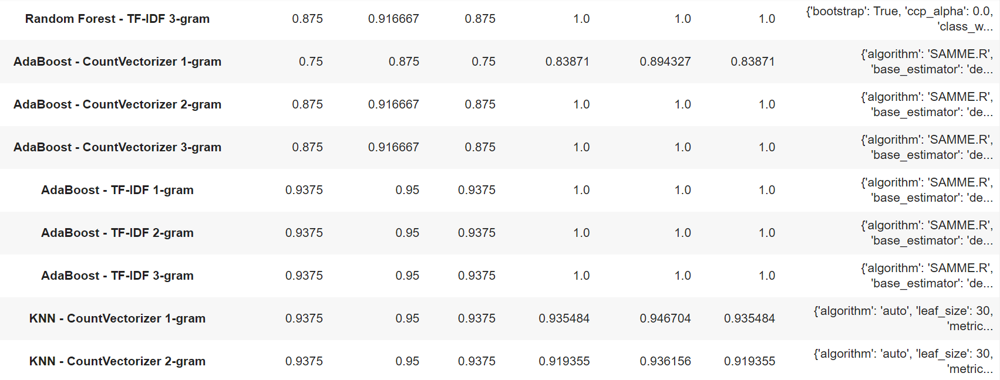 Random Forest - TF-IDF 3-gram 0.875 0.916667 0.875 1.0 1.0 1.0 {'bootstrap': True, 'ccp_alpha': 0.0,
'class_w...
AdaBoost - CountVectorizer 1-gram 0.75 0.875 0.75 0.83871 0.894327 0.83871 {'algorithm': 'SAMME.R',
'base_estimator': 'de...
AdaBoost - CountVectorizer 2-gram 0.875 0.916667 0.875 1.0 1.0 1.0 {'algorithm': 'SAMME.R',
'base_estimator': 'de...
AdaBoost - CountVectorizer 3-gram 0.875 0.916667 0.875 1.0 1.0 1.0 {'algorithm': 'SAMME.R',
'base_estimator': 'de...
AdaBoost - TF-IDF 1-gram 0.9375 0.95 0.9375 1.0 1.0 1.0 {'algorithm': 'SAMME.R',
'base_estimator': 'de...
AdaBoost - TF-IDF 2-gram 0.9375 0.95 0.9375 1.0 1.0 1.0 {'algorithm': 'SAMME.R',
'base_estimator': 'de...
AdaBoost - TF-IDF 3-gram 0.9375 0.95 0.9375 1.0 1.0 1.0 {'algorithm': 'SAMME.R',
'base_estimator': 'de...
KNN - CountVectorizer 1-gram 0.9375 0.95 0.9375 0.935484 0.946704 0.935484 {'algorithm': 'auto', 'leaf_size': 30,
'metric...
KNN - CountVectorizer 2-gram 0.9375 0.95 0.9375 0.919355 0.936156 0.919355 {'algorithm': 'auto', 'leaf_size': 30,
'metric...